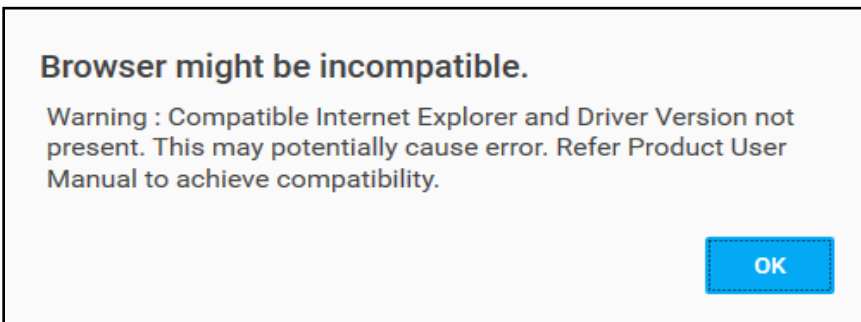 Browser might be incompatible.
Warning : Compatible Internet Explorer and Driver Version not
present. This may potentially cause error. Refer Product User
Manual to achieve compatibility.
OK